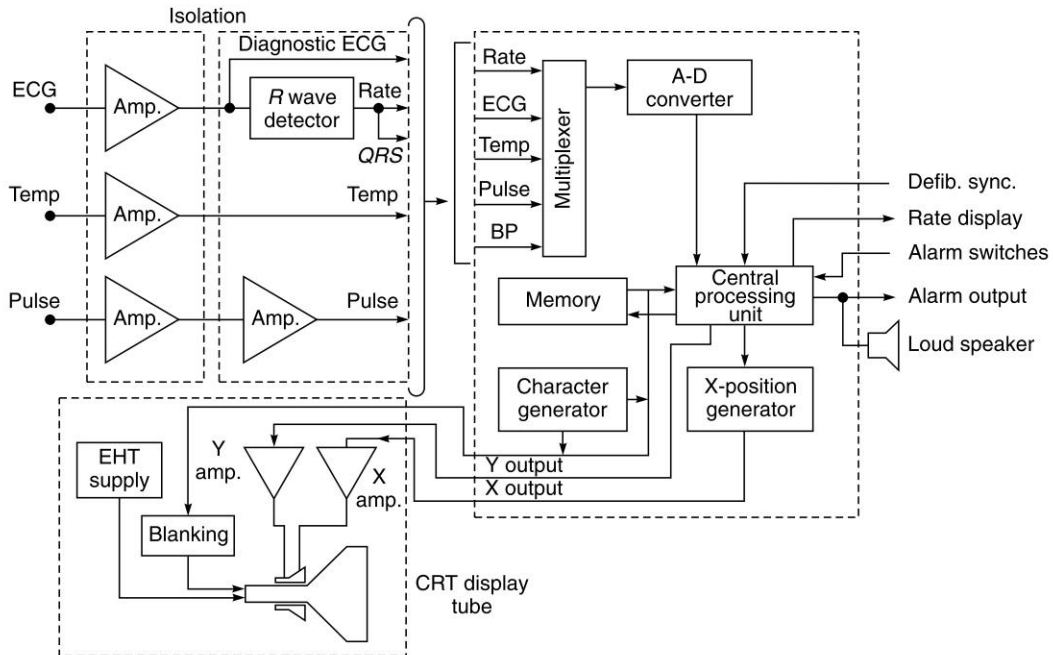 Isolation
Diagnostic ECG
ECG
Amp.
R wave
detector
Rate
QRS
Temp
Amp.
Temp
Pulse
Amp.
Amp.
Pulse
Rate
ECG
Temp
Pulse
BP
Multiplexer
A-D
converter
Defib. sync.
Rate display
Alarm switches
Alarm output
Loud speaker
Central
processing
unit
Memory
Character
generator
X-position
generator
Y output
X output
EHT
supply
Y
amp.
X
amp.
Blanking
CRT display
tube